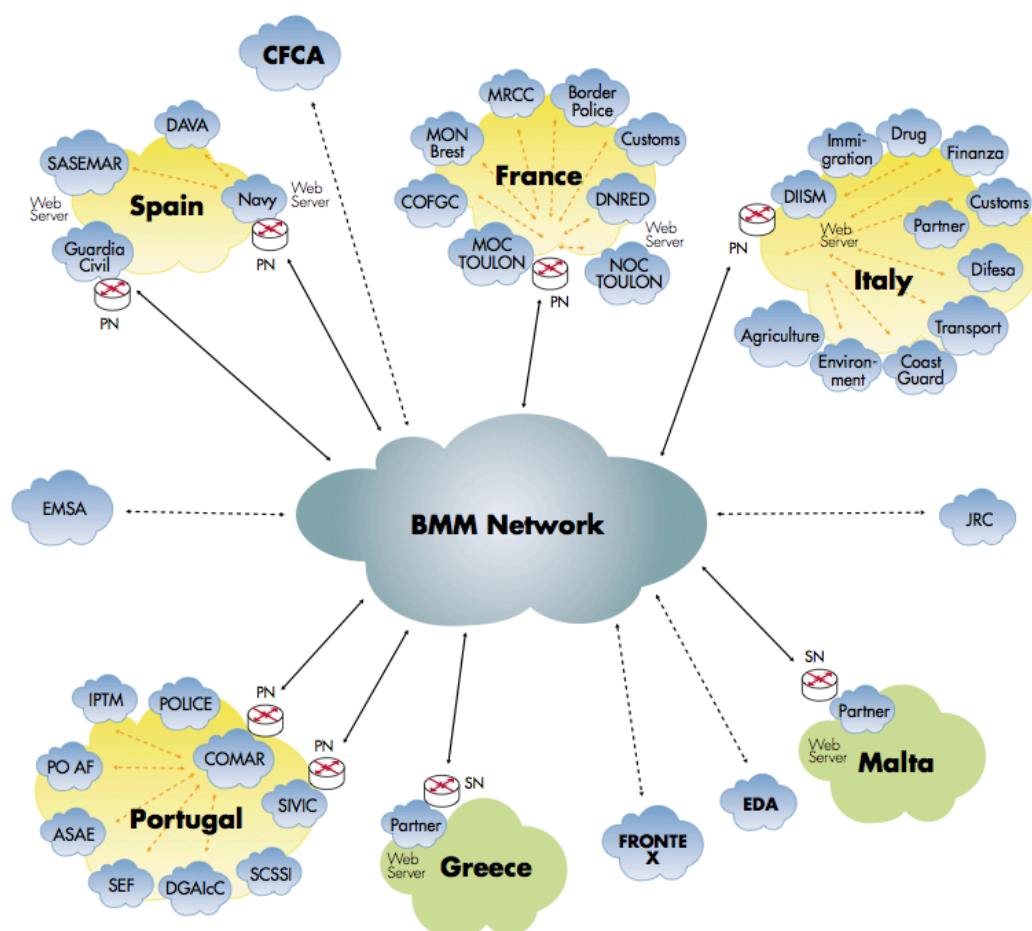 CFCA
DAVA
SASEMAR
Web
Server
Spain
Navy
Web
Server
PN
Guardia
Civil
PN
MRCC
Border
Police
MON
Brest
Customs
France
COFGC
DNRED
Web
Server
MOC
TOULON
NOC
TOULON
PN
Immi-
gration
Drug
Finanza
DIISM
Customs
Partner
PN
Web
Server
Italy
Difesa
Transport
Agriculture
Environ-
ment
Coast
Guard
EMSA
BMM Network
JRC
IPTM
POLICE
PN
PO AF
COMAR
PN
SIVIC
Portugal
ASAE
SEF
DGAIcC
SCSSI
SN
Partner
Web
Server
Greece
FRONTE
X
EDA
SN
Partner
Web
Server
Malta